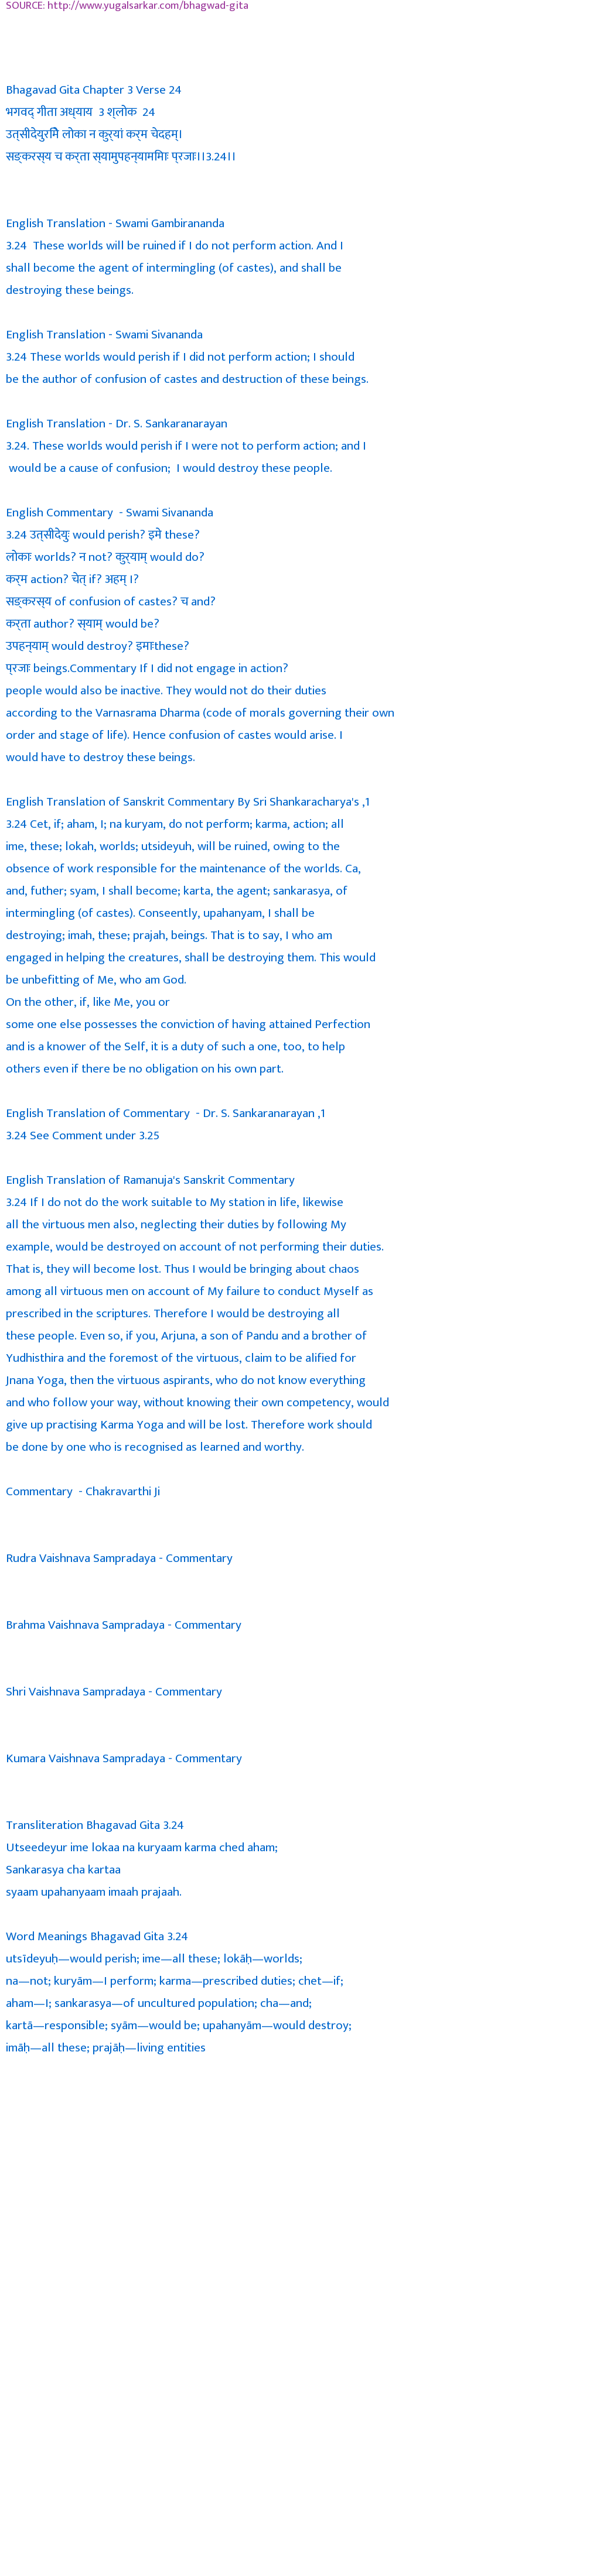 SOURCE: http://www.yugalsarkar.com/bhagwad-gita
Bhagavad Gita Chapter 3 Verse 24
भगवद् गीता अध्याय 3 श्लोक 24
उत्सीदेयुरिमे लोका न कुर्यां कर्म चेदहम्।
सङ्करस्य च कर्ता स्यामुपहन्यामिमाः प्रजाः।।3.24।।
English Translation - Swami Gambirananda
3.24 These worlds will be ruined if I do not perform action. And I
shall become the agent of intermingling (of castes), and shall be
destroying these beings.
English Translation - Swami Sivananda
3.24 These worlds would perish if I did not perform action; I should
be the author of confusion of castes and destruction of these beings.
English Translation - Dr. S. Sankaranarayan
3.24. These worlds would perish if I were not to perform action; and I
would be a cause of confusion; I would destroy these people.
English Commentary - Swami Sivananda
3.24 उत्सीदेयुः would perish? इमे these?
लोकाः worlds? न not? कुर्याम् would do?
कर्म action? चेत् if? अहम् I?
सङ्करस्य of confusion of castes? च and?
कर्ता author? स्याम् would be?
उपहन्याम् would destroy? इमाःthese?
प्रजाः beings.Commentary If I did not engage in action?
people would also be inactive. They would not do their duties
according to the Varnasrama Dharma (code of morals governing their own
order and stage of life). Hence confusion of castes would arise. I
would have to destroy these beings.
English Translation of Sanskrit Commentary By Sri Shankaracharya's ,1
3.24 Cet, if; aham, I; na kuryam, do not perform; karma, action; all
ime, these; lokah, worlds; utsideyuh, will be ruined, owing to the
obsence of work responsible for the maintenance of the worlds. Ca,
and, futher; syam, I shall become; karta, the agent; sankarasya, of
intermingling (of castes). Conseently, upahanyam, I shall be
destroying; imah, these; prajah, beings. That is to say, I who am
engaged in helping the creatures, shall be destroying them. This would
be unbefitting of Me, who am God.
On the other, if, like Me, you or
some one else possesses the conviction of having attained Perfection
and is a knower of the Self, it is a duty of such a one, too, to help
others even if there be no obligation on his own part.
English Translation of Commentary - Dr. S. Sankaranarayan ,1
3.24 See Comment under 3.25
English Translation of Ramanuja's Sanskrit Commentary
3.24 If I do not do the work suitable to My station in life, likewise
all the virtuous men also, neglecting their duties by following My
example, would be destroyed on account of not performing their duties.
That is, they will become lost. Thus I would be bringing about chaos
among all virtuous men on account of My failure to conduct Myself as
prescribed in the scriptures. Therefore I would be destroying all
these people. Even so, if you, Arjuna, a son of Pandu and a brother of
Yudhisthira and the foremost of the virtuous, claim to be alified for
Jnana Yoga, then the virtuous aspirants, who do not know everything
and who follow your way, without knowing their own competency, would
give up practising Karma Yoga and will be lost. Therefore work should
be done by one who is recognised as learned and worthy.
Commentary - Chakravarthi Ji
Rudra Vaishnava Sampradaya - Commentary
Brahma Vaishnava Sampradaya - Commentary
Shri Vaishnava Sampradaya - Commentary
Kumara Vaishnava Sampradaya - Commentary
Transliteration Bhagavad Gita 3.24
Utseedeyur ime lokaa na kuryaam karma ched aham;
Sankarasya cha kartaa
syaam upahanyaam imaah prajaah.
Word Meanings Bhagavad Gita 3.24
utsīdeyuḥ—would perish; ime—all these; lokāḥ—worlds;
na—not; kuryām—I perform; karma—prescribed duties; chet—if;
aham—I; sankarasya—of uncultured population; cha—and;
kartā—responsible; syām—would be; upahanyām—would destroy;
imāḥ—all these; prajāḥ—living entities